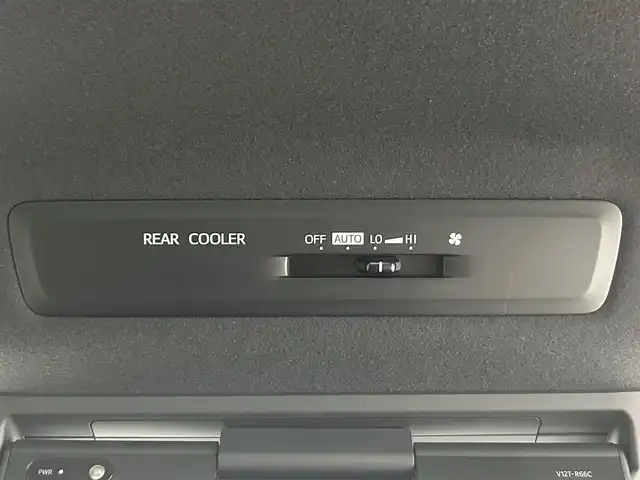 REAR COOLER OFF AUTO LO HI
PWR V12T-R66C